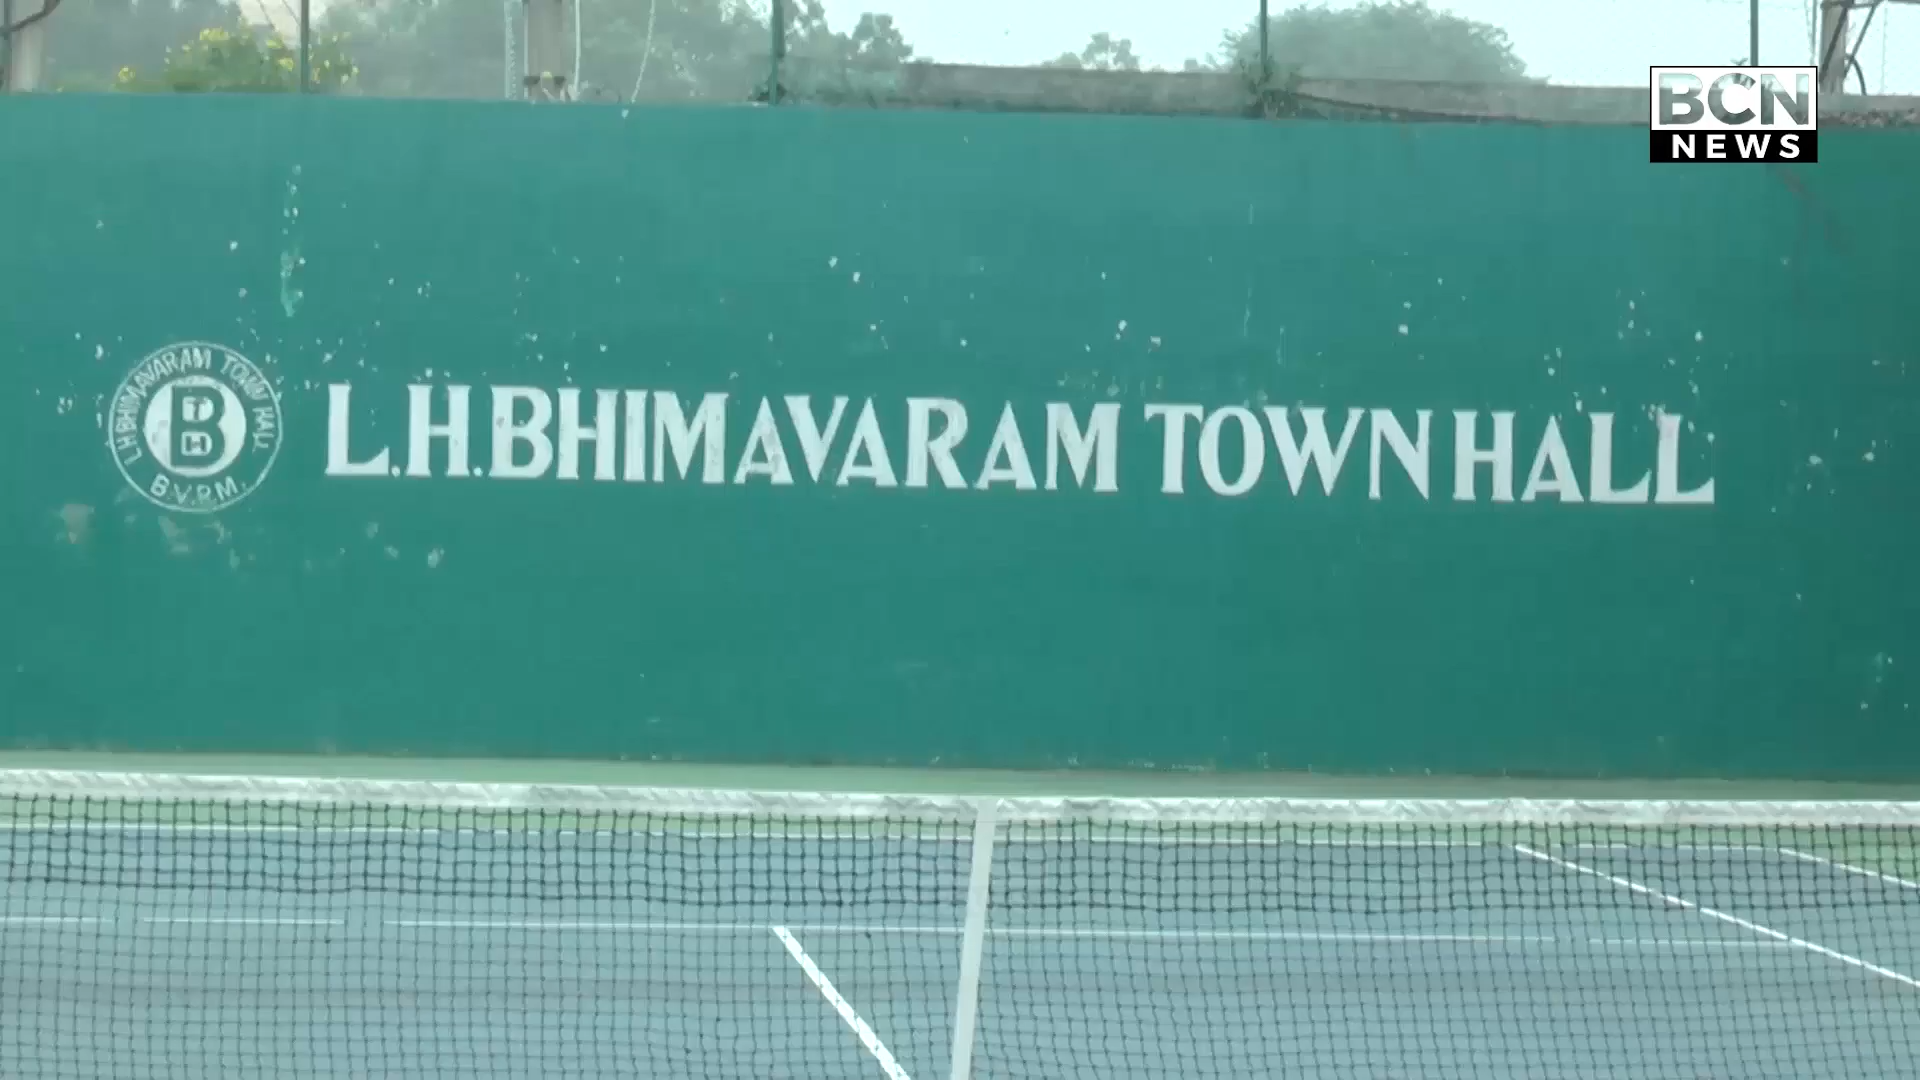 BCN
NEWS
L.H.BHIMAVARAM TOWN HALL
B
T
H
B.V.R.M.
L.H.BHIMAVARAM TOWN HALL